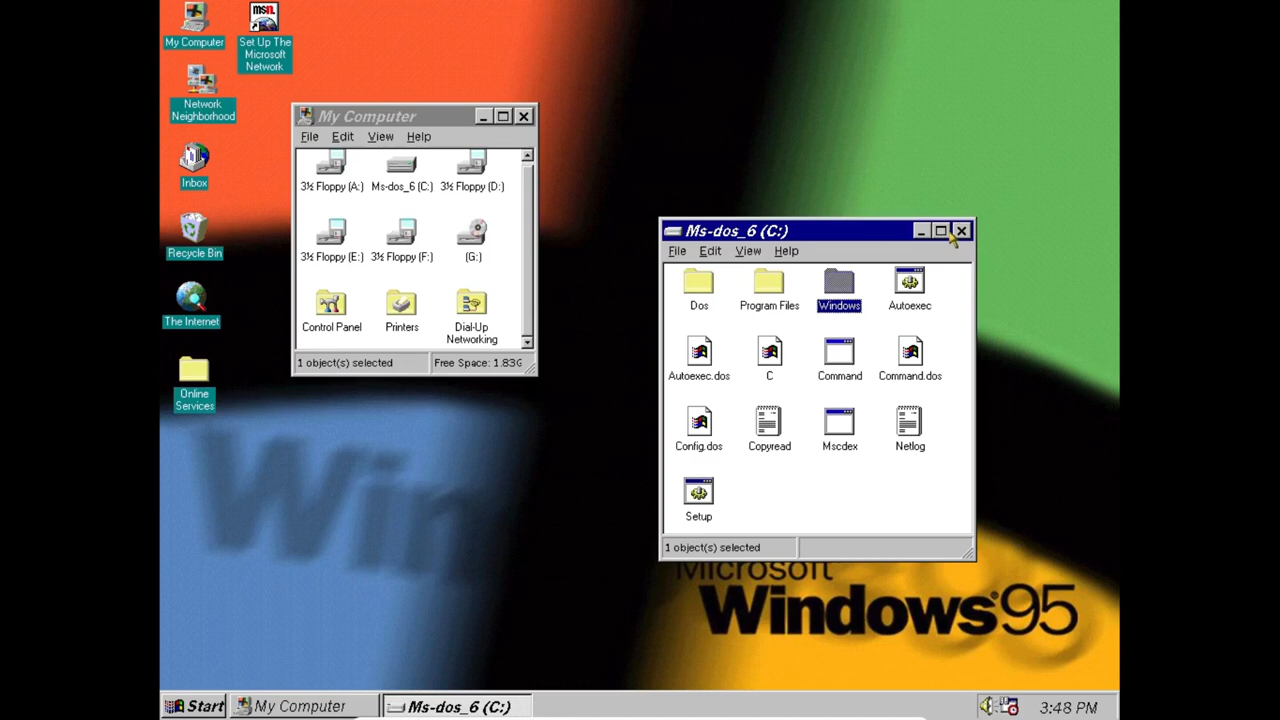 My Computer
msn.
Set Up The
Microsoft
Network
Network
Neighborhood
Inbox
Recycle Bin
The Internet
Online
Services
My Computer
File Edit View Help
3½ Floppy (A:) Ms-dos_6 (C:) 3½ Floppy (D:)
3½ Floppy (E:) 3½ Floppy (F:) (G:)
Control Panel Printers Dial-Up
Networking
1 object(s) selected Free Space: 1.83G
Ms-dos_6 (C:)
File Edit View Help
Dos Program Files Windows Autoexec
Autoexec.dos C Command Command.dos
Config.dos Copyread Mscdex Netlog
Setup
1 object(s) selected
Win
Microsoft
Windows®95
Start My Computer Ms-dos_6 (C:) 3:48 PM